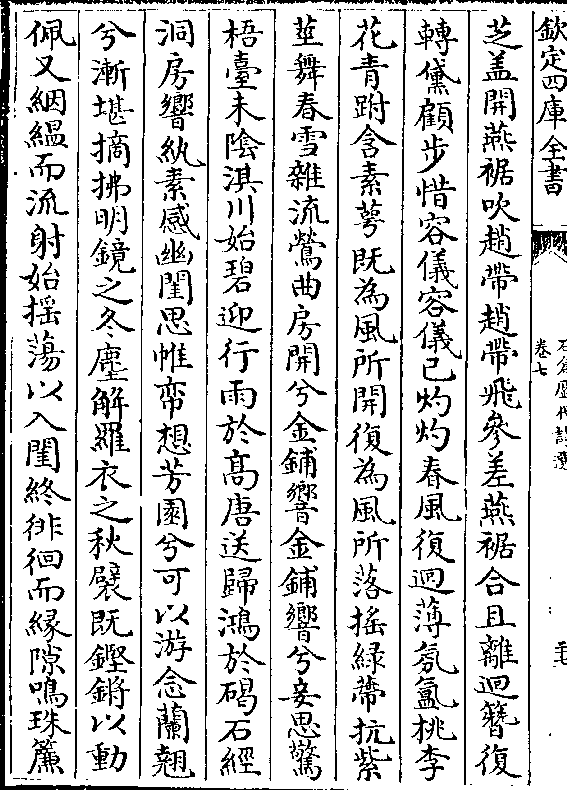 欽定四庫全書
石倉歷代詩選
卷七
芝盖開燕裾吹趙帶趙帶飛參差燕裾合且離迴簪復
轉黛顧步惜容儀容儀已灼灼春風復迴薄氛氲桃李
花青跗含素萼既為風所開復為風所落摇緑蔕抗紫
莖舞春雪雜流鶯曲房開兮金鋪響金鋪響兮妾思驚
梧臺未陰淇川始碧迎行雨於髙唐送歸鴻於碣石經
洞房響紈素感幽閨思帷帟想芳園兮可以游念蘭翹
兮漸堪摘拂明鏡之冬塵解羅衣之秋襞既鏗鏘以動
佩又絪緼而流射始摇蕩以入閨終徘徊而緣隙鳴珠簾